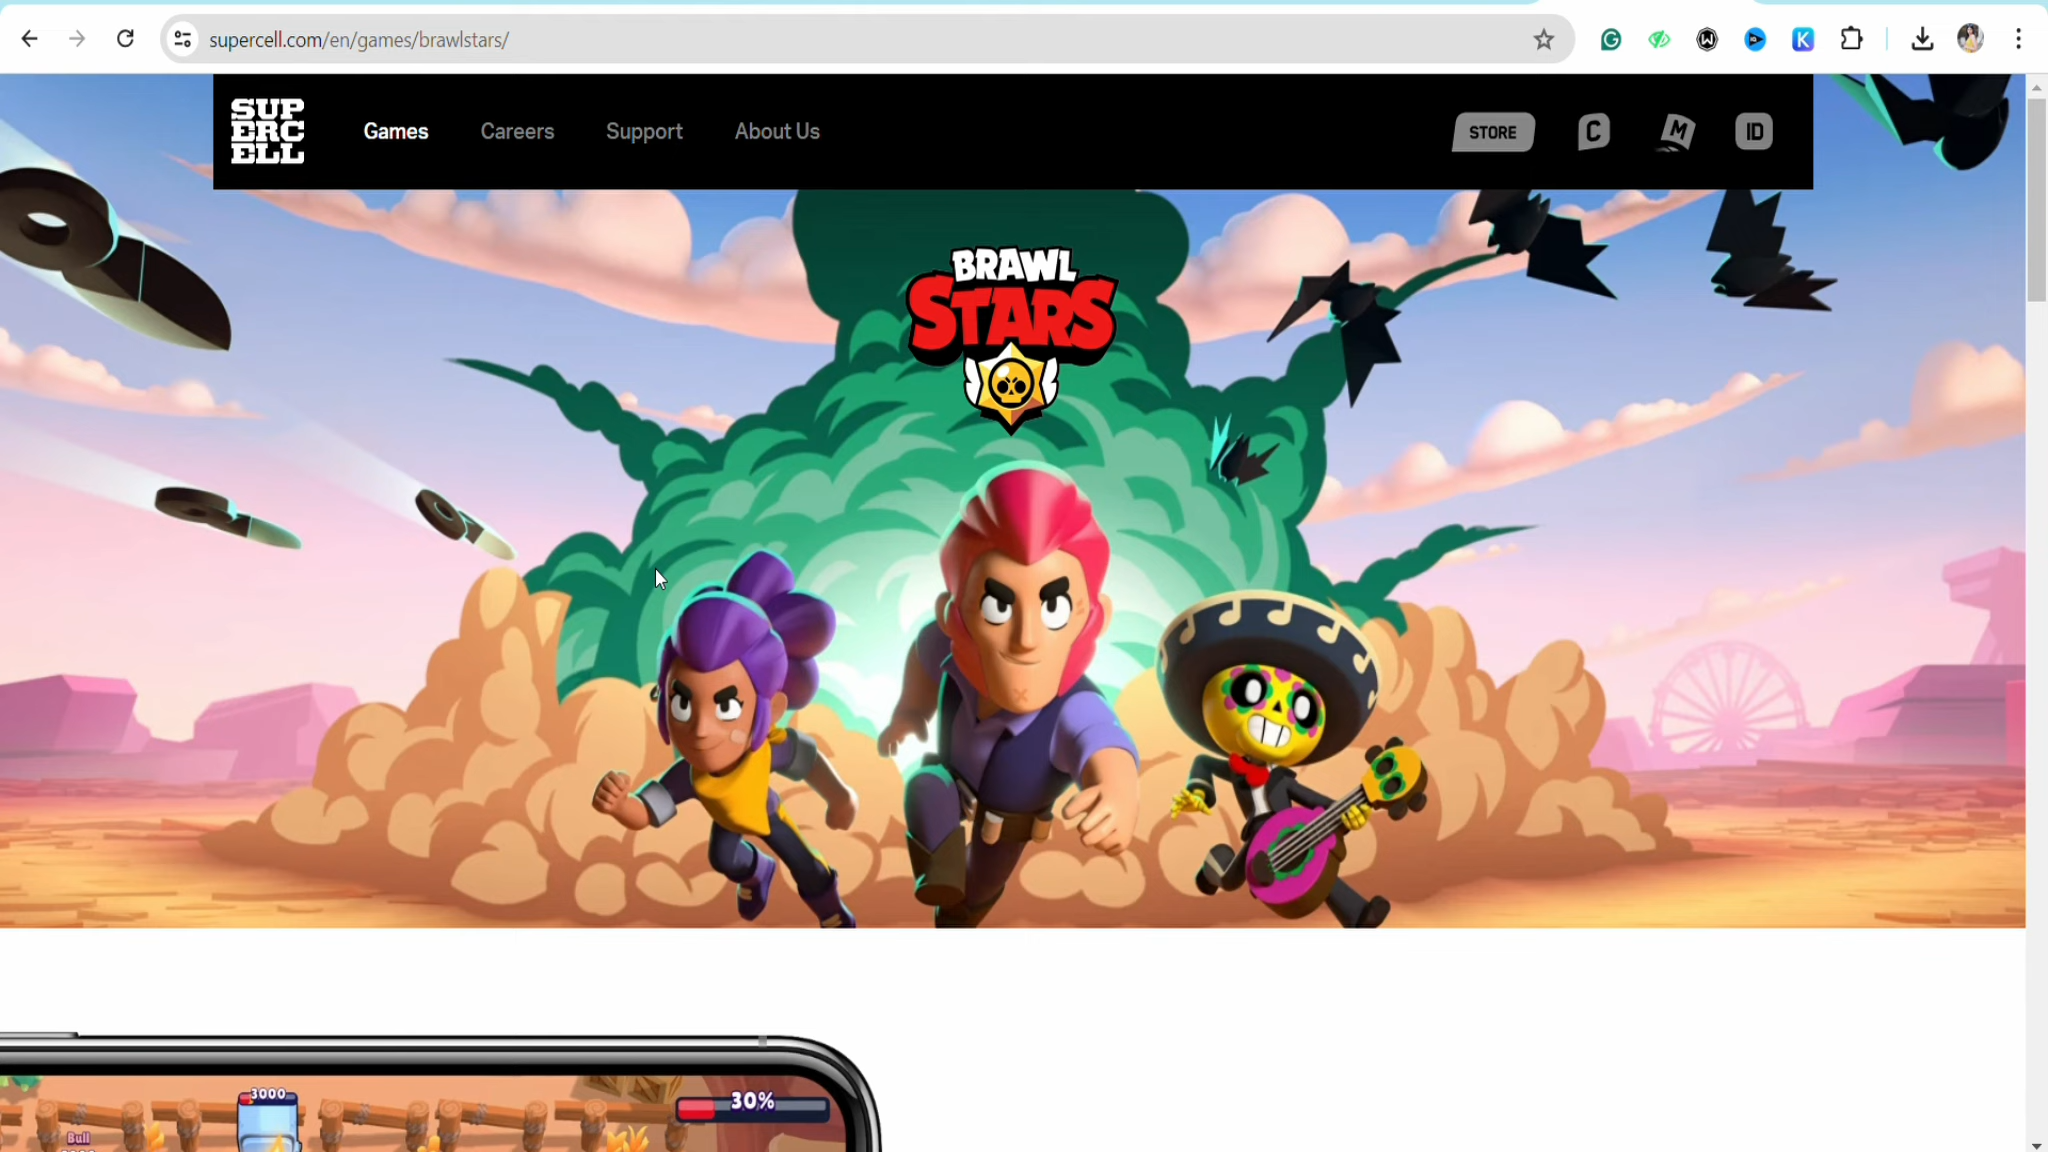 supercell.com/en/games/brawlstars/
SUP
ERC
ELL
Games
Careers
Support
About Us
STORE
C
M
ID
BRAWL
STARS
3000
30%
Bull